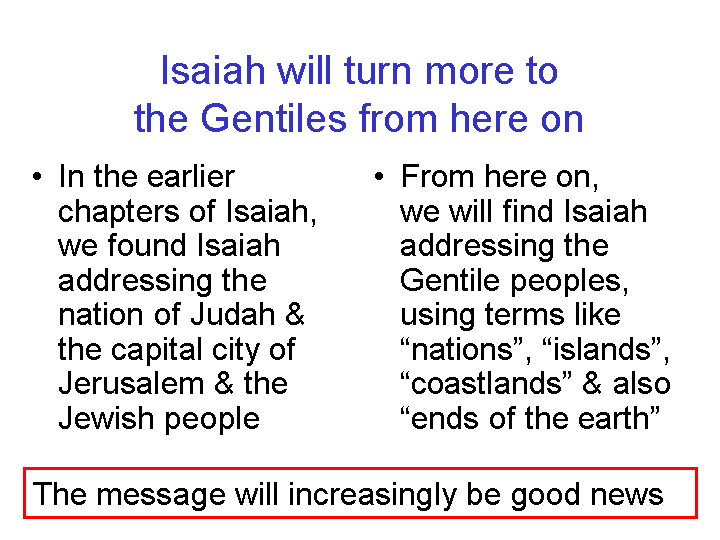 Isaiah will turn more to
the Gentiles from here on
• In the earlier
chapters of Isaiah,
we found Isaiah
addressing the
nation of Judah &
the capital city of
Jerusalem & the
Jewish people
• From here on,
we will find Isaiah
addressing the
Gentile peoples,
using terms like
“nations”, “islands”,
“coastlands” & also
“ends of the earth”
The message will increasingly be good news